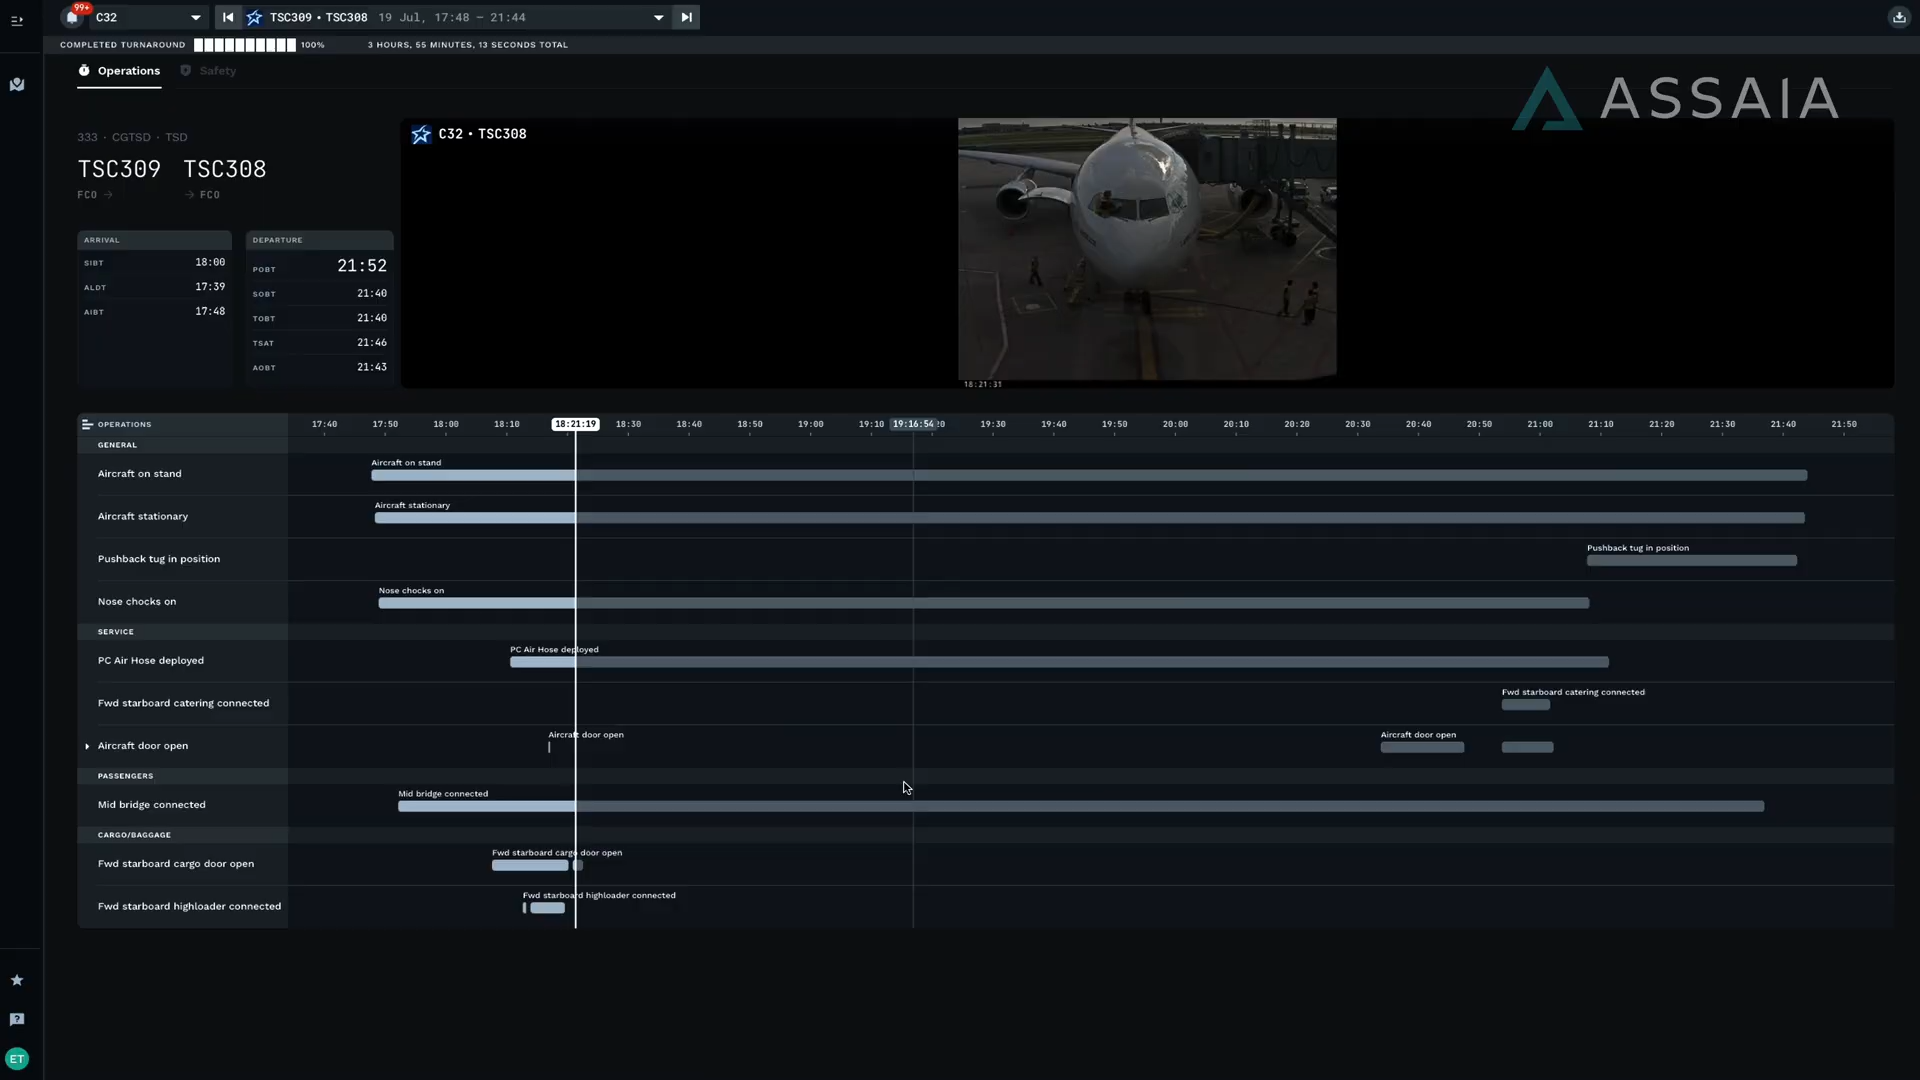 99+
C32
TSC309 • TSC308 19 Jul, 17:48 – 21:44
COMPLETED TURNAROUND 100% 3 HOURS, 55 MINUTES, 13 SECONDS TOTAL
Operations Safety
ASSAIA
333 · CGTSD · TSD
TSC309 TSC308
FCO → → FCO
C32 • TSC308
ARRIVAL
SIBT 18:00
ALDT 17:39
AIBT 17:48
DEPARTURE
POBT 21:52
SOBT 21:40
TOBT 21:40
TSAT 21:46
AOBT 21:43
18:21:31
OPERATIONS 17:40 17:50 18:00 18:10 18:21:19 18:30 18:40 18:50 19:00 19:10 19:16:54 19:30 19:40 19:50 20:00 20:10 20:20 20:30 20:40 20:50 21:00 21:10 21:20 21:30 21:40 21:50
GENERAL
Aircraft on stand
Aircraft on stand
Aircraft stationary
Aircraft stationary
Pushback tug in position
Pushback tug in position
Nose chocks on
Nose chocks on
SERVICE
PC Air Hose deployed
PC Air Hose deployed
Fwd starboard catering connected
Fwd starboard catering connected
Aircraft door open Aircraft door open
Aircraft door open
PASSENGERS
Mid bridge connected
Mid bridge connected
CARGO/BAGGAGE
Fwd starboard cargo door open
Fwd starboard cargo door open
Fwd starboard highloader connected
Fwd starboard highloader connected
ET